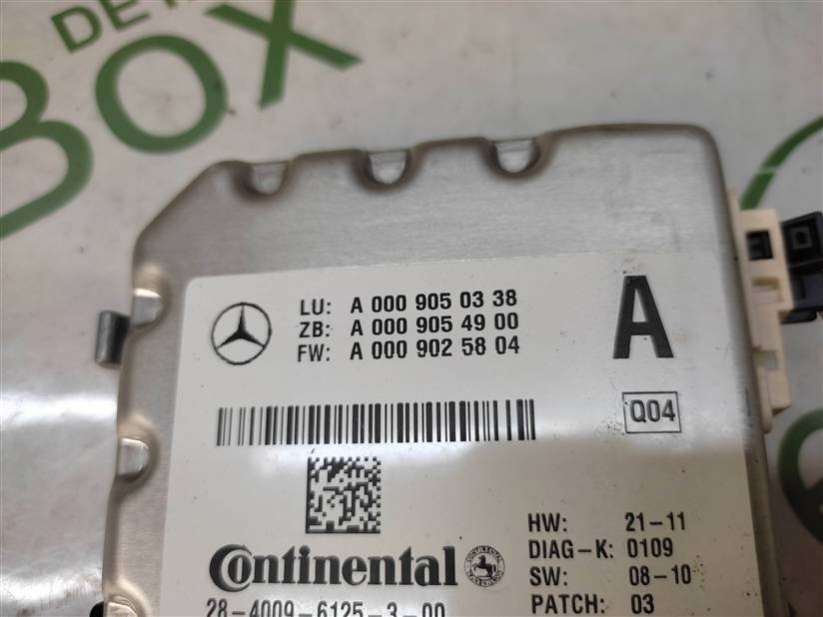 DET
BOX
LU: A 000 905 03 38
ZB: A 000 905 49 00
FW: A 000 902 58 04
A
Q04
HW: 21-11
DIAG-K: 0109
SW: 08-10
PATCH: 03
Continental
28-4009-6125-3-00